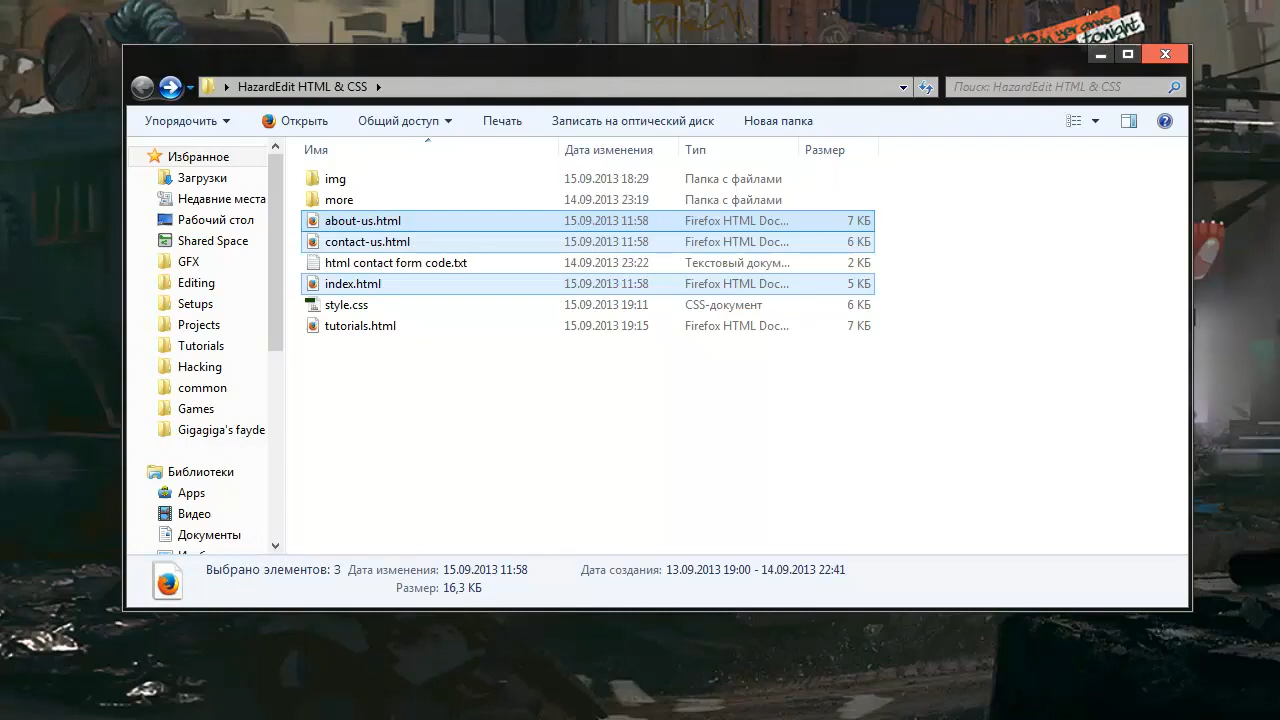 tonight
HazardEdit HTML & CSS
Поиск: HazardEdit HTML & CSS
Упорядочить
Открыть
Общий доступ
Печать
Записать на оптический диск
Новая папка
Имя
Дата изменения
Тип
Размер
Избранное
Загрузки
Недавние места
Рабочий стол
Shared Space
GFX
Editing
Setups
Projects
Tutorials
Hacking
common
Games
Gigagiga's fayde
Библиотеки
Apps
Видео
Документы
img 15.09.2013 18:29 Папка с файлами
more 14.09.2013 23:19 Папка с файлами
about-us.html 15.09.2013 11:58 Firefox HTML Doc... 7 КБ
contact-us.html 15.09.2013 11:58 Firefox HTML Doc... 6 КБ
html contact form code.txt 14.09.2013 23:22 Текстовый докум... 2 КБ
index.html 15.09.2013 11:58 Firefox HTML Doc... 5 КБ
style.css 15.09.2013 19:11 CSS-документ 6 КБ
tutorials.html 15.09.2013 19:15 Firefox HTML Doc... 7 КБ
Выбрано элементов: 3 Дата изменения: 15.09.2013 11:58 Дата создания: 13.09.2013 19:00 - 14.09.2013 22:41
Размер: 16,3 КБ